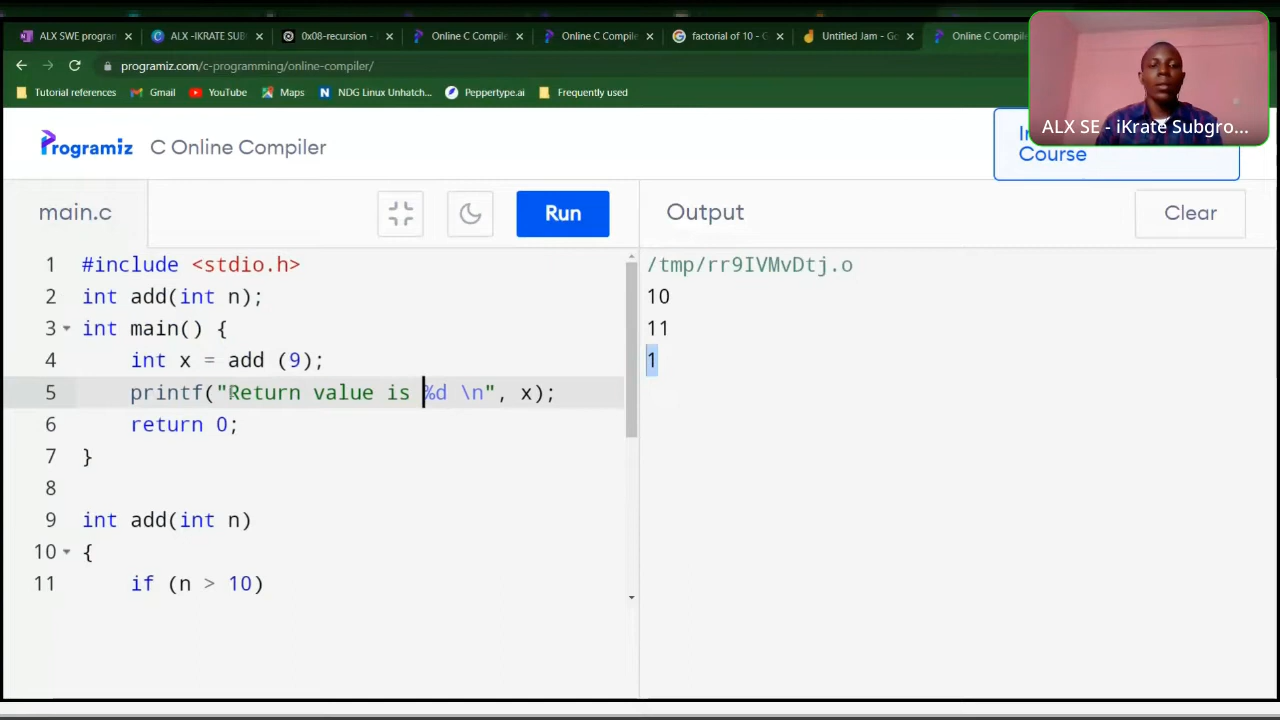 ALX SWE program
ALX -IKRATE SUB
0x08-recursion -
Online C Compile
Online C Compile
factorial of 10 - G
Untitled Jam - Go
Online C Compile
programiz.com/c-programming/online-compiler/
Tutorial references
Gmail
YouTube
Maps
NDG Linux Unhatch...
Peppertype.ai
Frequently used
ALX SE - iKrate Subgro...
Programiz
C Online Compiler
Course
main.c
Run
Output
Clear
1 #include <stdio.h>
2 int add(int n);
3 int main() {
4 int x = add (9);
5 printf("Return value is %d \n", x);
6 return 0;
7 }
8
9 int add(int n)
10 {
11 if (n > 10)
/tmp/rr9IVMvDtj.o
10
11
1